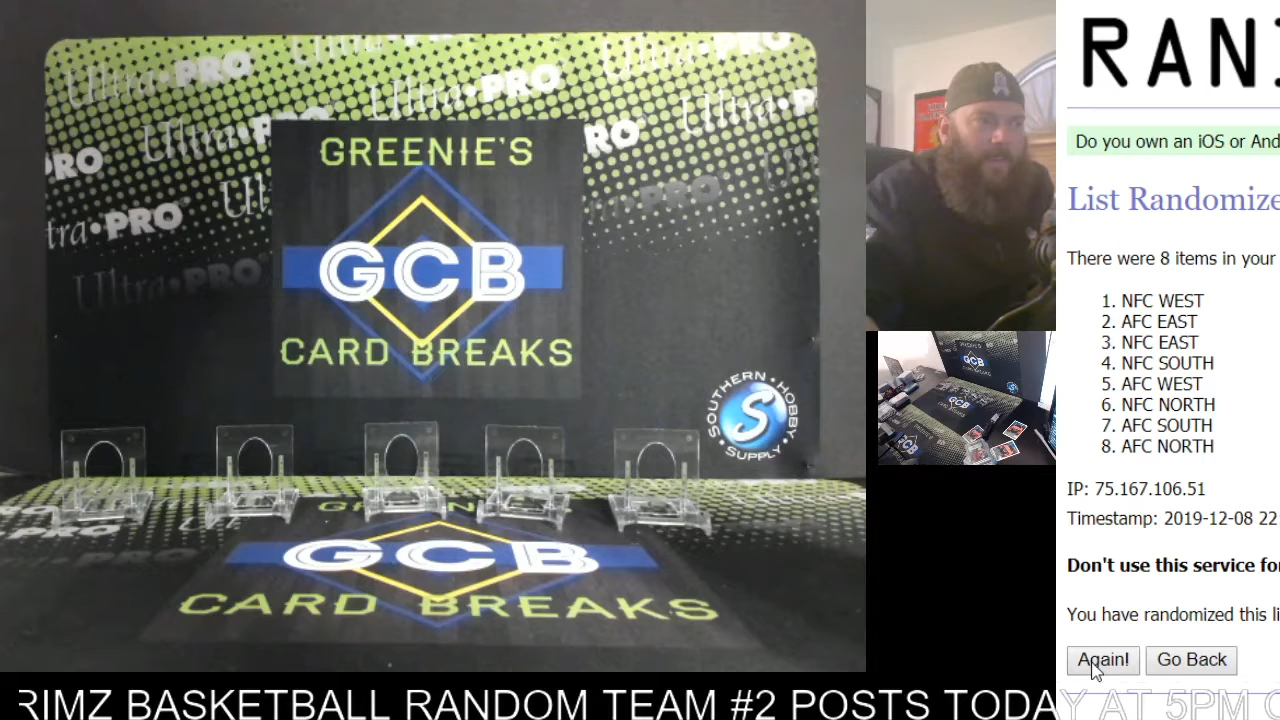 Ultra•PRO
Ultra•PRO
Ultra•PRO
GREENIE'S
GCB
CARD BREAKS
SOUTHERN HOBBY
S
SUPPLY
GCB
CARD BREAKS
RAN
Do you own an iOS or And
List Randomize
There were 8 items in your
1. NFC WEST
2. AFC EAST
3. NFC EAST
4. NFC SOUTH
5. AFC WEST
6. NFC NORTH
7. AFC SOUTH
8. AFC NORTH
IP: 75.167.106.51
Timestamp: 2019-12-08 22
Don't use this service fo
You have randomized this li
Again! Go Back
RIMZ BASKETBALL RANDOM TEAM #2 POSTS TODAY AT 5PM